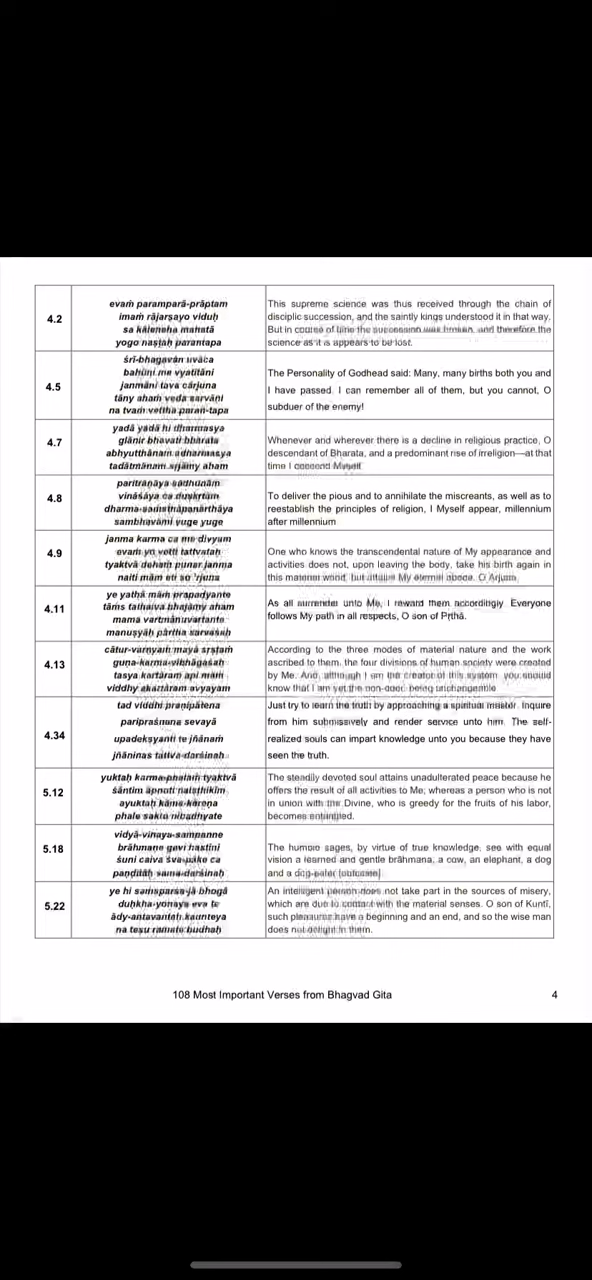 4.2
evaṁ paramparā-prāptam
imaṁ rājarṣayo viduḥ
sa kāleneha mahatā
yogo naṣṭaḥ parantapa
This supreme science was thus received through the chain of
disciplic succession, and the saintly kings understood it in that way.
But in course of time the succession was broken, and therefore the
science as it is appears to be lost.
4.5
śrī-bhagavān uvāca
bahūni me vyatītāni
janmāni tava cārjuna
tāny ahaṁ veda sarvāṇi
na tvaṁ vettha paran-tapa
The Personality of Godhead said: Many, many births both you and
I have passed. I can remember all of them, but you cannot, O
subduer of the enemy!
4.7
yadā yadā hi dharmasya
glānir bhavati bhārata
abhyutthānam adharmasya
tadātmānaṁ sṛjāmy aham
Whenever and wherever there is a decline in religious practice, O
descendant of Bharata, and a predominant rise of irreligion—at that
time I descend Myself
4.8
paritrāṇāya sādhūnāṁ
vināśāya ca duṣkṛtām
dharma-saṁsthāpanārthāya
sambhavāmi yuge yuge
To deliver the pious and to annihilate the miscreants, as well as to
reestablish the principles of religion, I Myself appear, millennium
after millennium
4.9
janma karma ca me divyam
evaṁ yo vetti tattvataḥ
tyaktvā dehaṁ punar janma
naiti mām eti so 'rjuna
One who knows the transcendental nature of My appearance and
activities does not, upon leaving the body, take his birth again in
this material world, but attains My eternal abode, O Arjuna.
4.11
ye yathā māṁ prapadyante
tāṁs tathaiva bhajāmy aham
mama vartmānuvartante
manuṣyāḥ pārtha sarvaśaḥ
As all surrender unto Me, I reward them accordingly. Everyone
follows My path in all respects, O son of Pṛthā.
4.13
cātur-varṇyaṁ mayā sṛṣṭaṁ
guṇa-karma-vibhāgaśaḥ
tasya kartāram api māṁ
viddhy akartāram avyayam
According to the three modes of material nature and the work
ascribed to them, the four divisions of human society were created
by Me. And, although I am the creator of this system, you should
know that I am yet the non-doer, being unchangeable
4.34
tad viddhi praṇipātena
paripraśnena sevayā
upadekṣyanti te jñānaṁ
jñāninas tattva-darśinaḥ
Just try to learn the truth by approaching a spiritual master. Inquire
from him submissively and render service unto him. The self-
realized souls can impart knowledge unto you because they have
seen the truth.
5.12
yuktaḥ karma-phalaṁ tyaktvā
śāntim āpnoti naiṣṭhikīm
ayuktaḥ kāma-kāreṇa
phale sakto nibadhyate
The steadily devoted soul attains unadulterated peace because he
offers the result of all activities to Me; whereas a person who is not
in union with the Divine, who is greedy for the fruits of his labor,
becomes entangled.
5.18
vidyā-vinaya-sampanne
brāhmaṇe gavi hastini
śuni caiva śva-pāke ca
paṇḍitāḥ sama-darśinaḥ
The humble sages, by virtue of true knowledge, see with equal
vision a learned and gentle brāhmaṇa, a cow, an elephant, a dog
and a dog-eater [outcaste]
5.22
ye hi saṁsparśa-jā bhogā
duḥkha-yonaya eva te
ādy-antavantaḥ kaunteya
na teṣu ramate budhaḥ
An intelligent person does not take part in the sources of misery,
which are due to contact with the material senses. O son of Kuntī,
such pleasures have a beginning and an end, and so the wise man
does not delight in them.
108 Most Important Verses from Bhagvad Gita
4